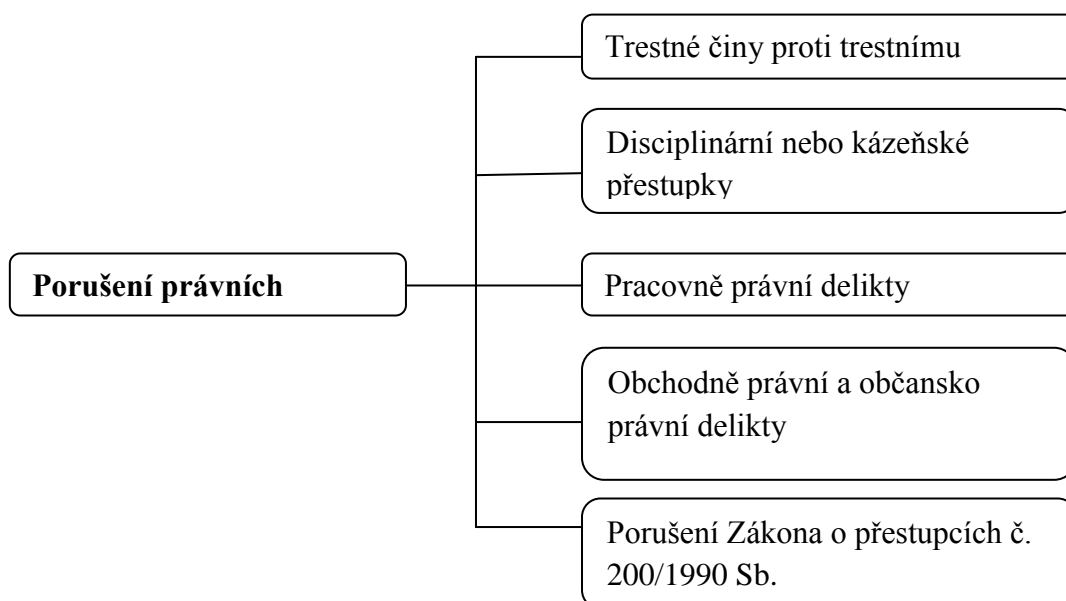 Trestné činy proti trestnímu
Disciplinární nebo kázeňské
přestupky
Porušení právních
Pracovně právní delikty
Obchodně právní a občansko
právní delikty
Porušení Zákona o přestupcích č.
200/1990 Sb.